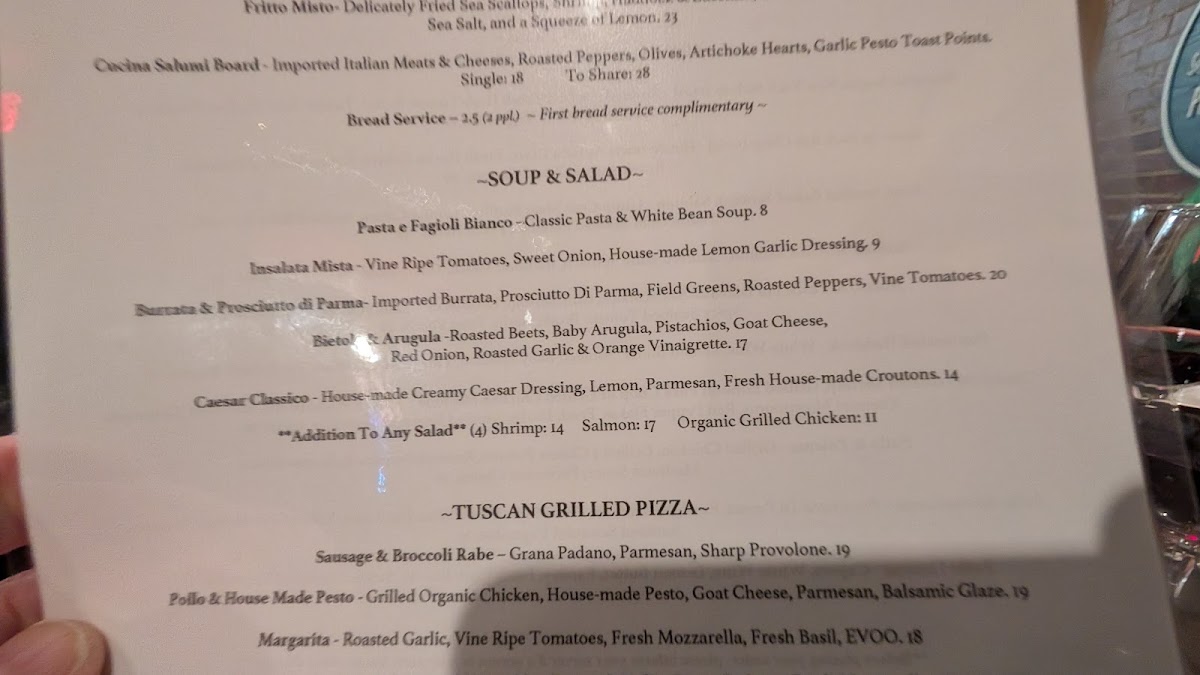 Fritto Misto- Delicately Fried Sea Scallops,
Sea Salt, and a Squeeze of Lemon. 23
Cucina Salumi Board - Imported Italian Meats & Cheeses, Roasted Peppers, Olives, Artichoke Hearts, Garlic Pesto Toast Points.
Single: 18 To Share: 28
Bread Service – 2.5 (2 ppl.) ~ First bread service complimentary ~
~SOUP & SALAD~
Pasta e Fagioli Bianco - Classic Pasta & White Bean Soup. 8
Insalata Mista - Vine Ripe Tomatoes, Sweet Onion, House-made Lemon Garlic Dressing. 9
Burrata & Prosciutto di Parma- Imported Burrata, Prosciutto Di Parma, Field Greens, Roasted Peppers, Vine Tomatoes. 20
& Arugula -Roasted Beets, Baby Arugula, Pistachios, Goat Cheese,
Red Onion, Roasted Garlic & Orange Vinaigrette. 17
Caesar Classico - House-made Creamy Caesar Dressing, Lemon, Parmesan, Fresh House-made Croutons. 14
**Addition To Any Salad** (4) Shrimp: 14 Salmon: 17 Organic Grilled Chicken: 11
~TUSCAN GRILLED PIZZA~
Sausage & Broccoli Rabe – Grana Padano, Parmesan, Sharp Provolone. 19
Pollo & House Made Pesto - Grilled Organic Chicken, House-made Pesto, Goat Cheese, Parmesan, Balsamic Glaze. 19
Margarita - Roasted Garlic, Vine Ripe Tomatoes, Fresh Mozzarella, Fresh Basil, EVOO. 18